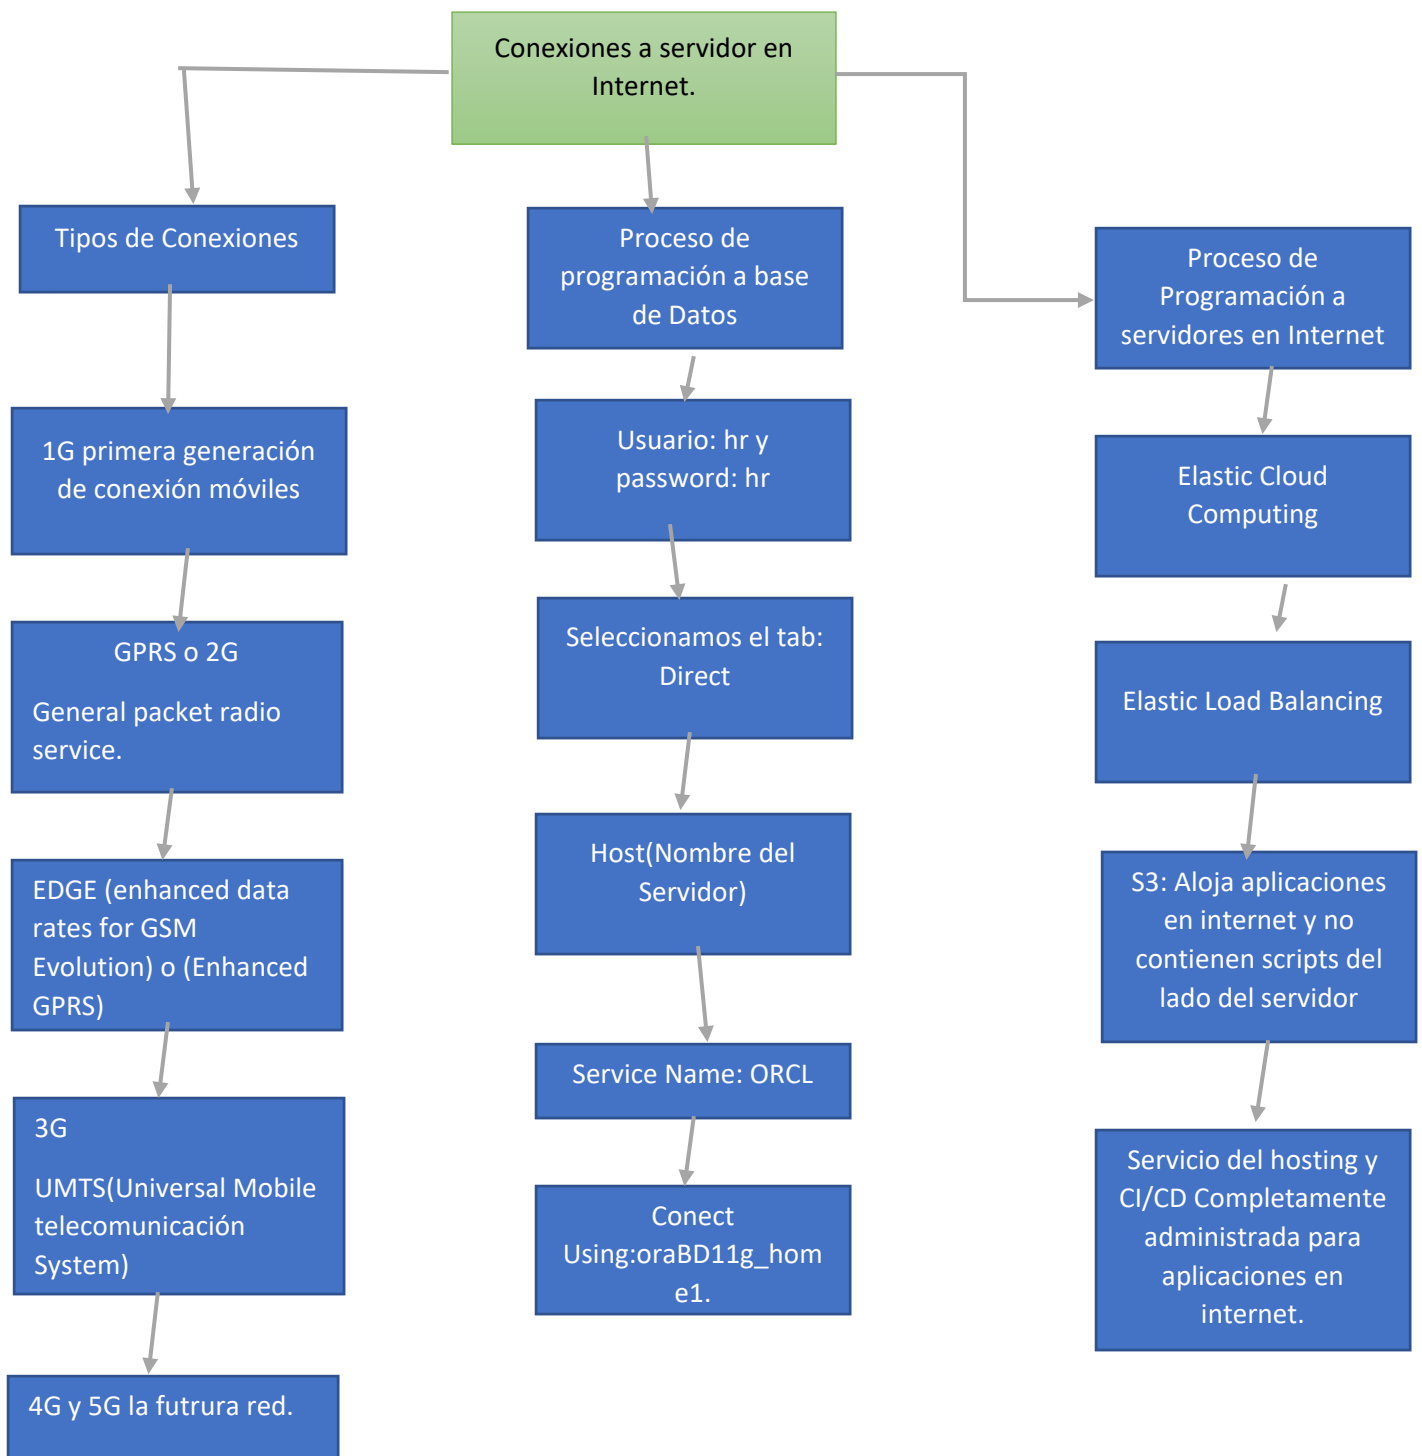 Conexiones a servidor en
Internet.
Tipos de Conexiones
1G primera generación
de conexión móviles
GPRS o 2G
General packet radio
service.
EDGE (enhanced data
rates for GSM
Evolution) o (Enhanced
GPRS)
3G
UMTS(Universal Mobile
telecomunicación
System)
4G y 5G la futrura red.
Proceso de
programación a base
de Datos
Usuario: hr y
password: hr
Seleccionamos el tab:
Direct
Host(Nombre del
Servidor)
Service Name: ORCL
Conect
Using:oraBD11g_hom
e1.
Proceso de
Programación a
servidores en Internet
Elastic Cloud
Computing
Elastic Load Balancing
S3: Aloja aplicaciones
en internet y no
contienen scripts del
lado del servidor
Servicio del hosting y
CI/CD Completamente
administrada para
aplicaciones en
internet.